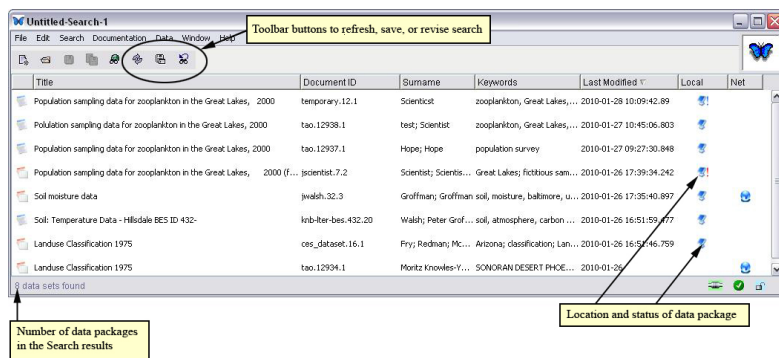 Untitled-Search-1
Toolbar buttons to refresh, save, or revise search
File Edit Search Documentation Data Window Help
Title Document ID Surname Keywords Last Modified Local Net
Population sampling data for zooplankton in the Great Lakes, 2000 temporary.12.1 Scienticst zooplankton, Great Lakes,... 2010-01-28 10:09:42.89
Polulation sampling data for zooplankton in the Great Lakes, 2000 tao.12938.1 test; Scientist zooplankton, Great Lakes,... 2010-01-27 10:45:06.803
Population sampling data for zooplankton in the Great Lakes, 2000 tao.12937.1 Hope; Hope population survey 2010-01-27 09:27:30.848
Population sampling data for zooplankton in the Great Lakes, 2000 (f... jscientist.7.2 Scientist; Scientis... Great Lakes; fictitious sam... 2010-01-26 17:39:34.242
Soil moisture data jwalsh.32.3 Groffman; Groffman soil, moisture, baltimore, u... 2010-01-26 17:35:40.897
Soil: Temperature Data - Hillsdale BES ID 432- knb-lter-bes.432.20 Walsh; Peter Grof... soil, atmosphere, carbon ... 2010-01-26 16:51:59.477
Landuse Classification 1975 ces_dataset.16.1 Fry; Redman; Mc... Arizona; classification; Lan... 2010-01-26 16:51:46.759
Landuse Classification 1975 tao.12934.1 Moritz Knowles-Y... SONORAN DESERT PHOE... 2010-01-26
8 data sets found
Location and status of data package
Number of data packages
in the Search results